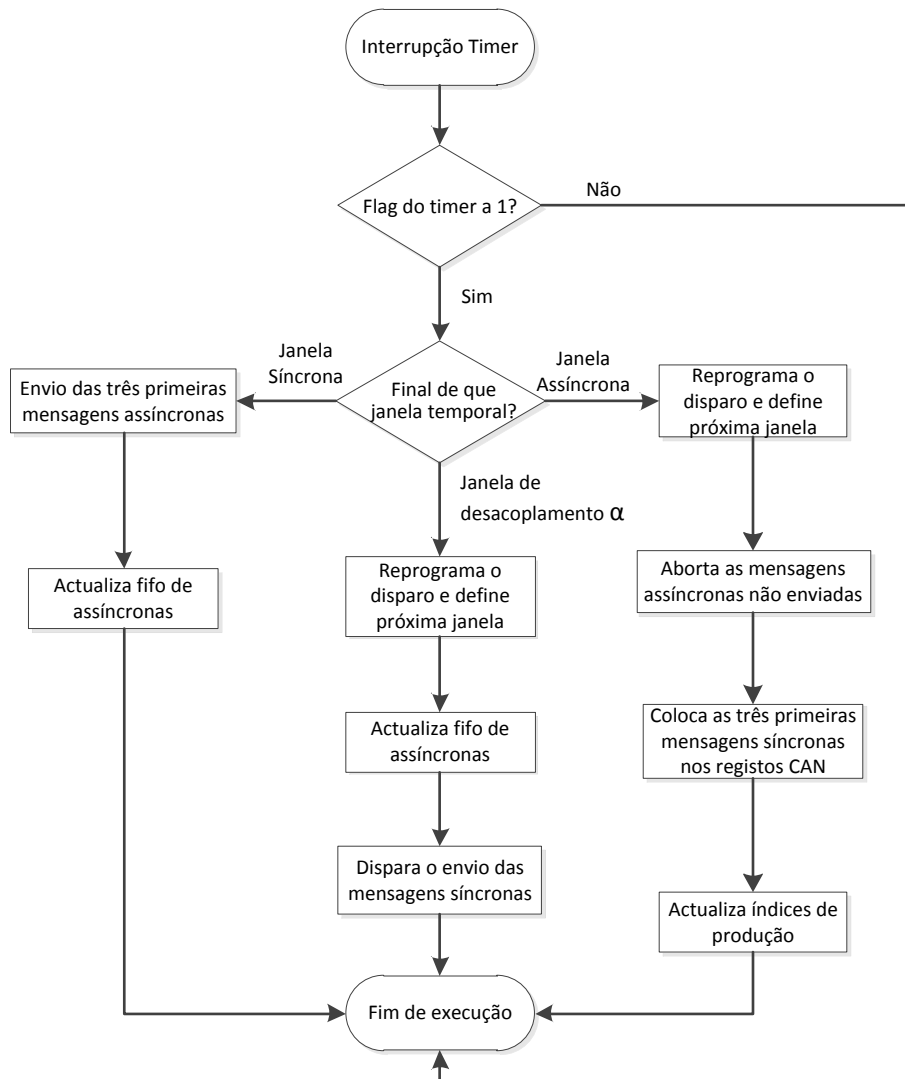 Interrupção Timer
Flag do timer a 1?
Não
Sim
Janela
Síncrona
Janela
Assíncrona
Final de que
janela temporal?
Envio das três primeiras
mensagens assíncronas
Reprograma o
disparo e define
próxima janela
Janela de
desacoplamento α
Actualiza fifo de
assíncronas
Reprograma o
disparo e define
próxima janela
Aborta as mensagens
assíncronas não enviadas
Actualiza fifo de
assíncronas
Coloca as três primeiras
mensagens síncronas
nos registos CAN
Dispara o envio das
mensagens síncronas
Actualiza índices de
produção
Fim de execução